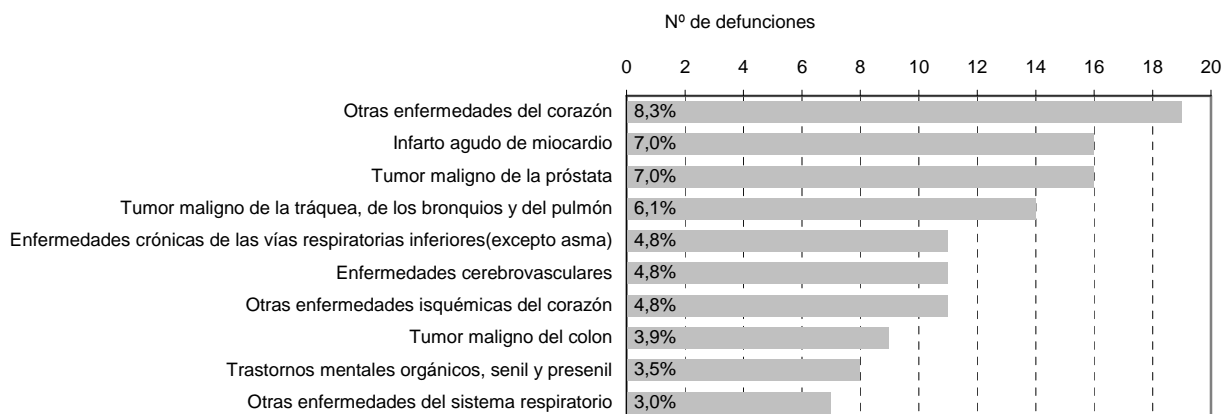 Nº de defunciones
0 2 4 6 8 10 12 14 16 18 20
Otras enfermedades del corazón 8,3%
Infarto agudo de miocardio 7,0%
Tumor maligno de la próstata 7,0%
Tumor maligno de la tráquea, de los bronquios y del pulmón 6,1%
Enfermedades crónicas de las vías respiratorias inferiores(excepto asma) 4,8%
Enfermedades cerebrovasculares 4,8%
Otras enfermedades isquémicas del corazón 4,8%
Tumor maligno del colon 3,9%
Trastornos mentales orgánicos, senil y presenil 3,5%
Otras enfermedades del sistema respiratorio 3,0%